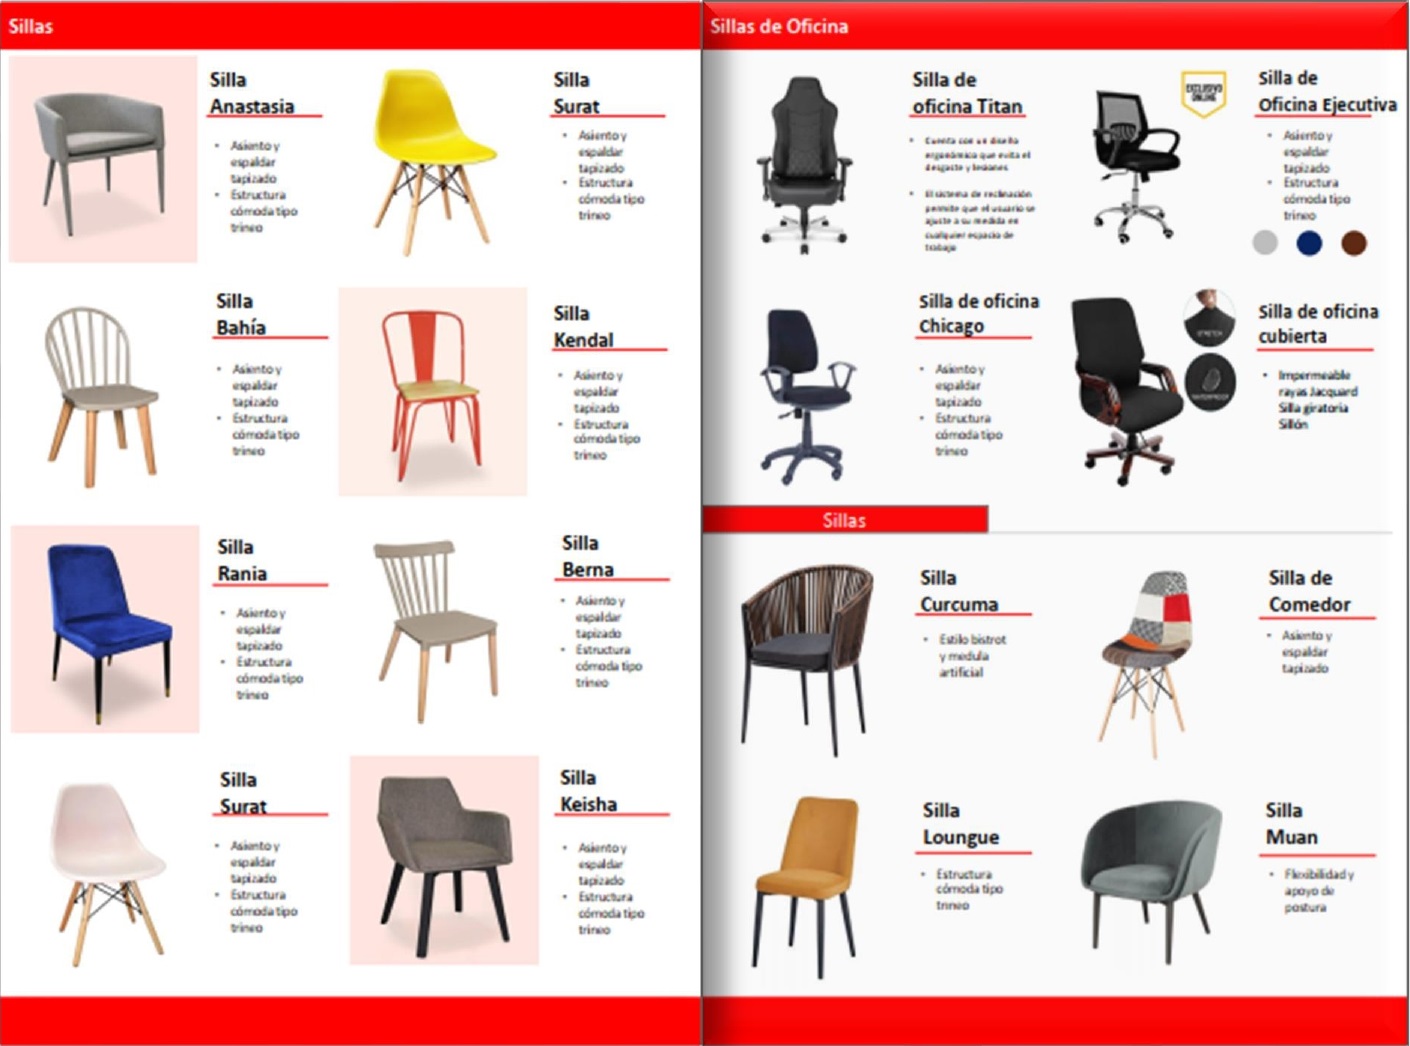 Sillas
Silla
Anastasia
• Asiento y
espaldar
tapizado
• Estructura
cómoda tipo
trineo
Silla
Surat
• Asiento y
espaldar
tapizado
• Estructura
cómoda tipo
trineo
Silla
Bahía
• Asiento y
espaldar
tapizado
• Estructura
cómoda tipo
trineo
Silla
Kendal
• Asiento y
espaldar
tapizado
• Estructura
cómoda tipo
trineo
Silla
Rania
• Asiento y
espaldar
tapizado
• Estructura
cómoda tipo
trineo
Silla
Berna
• Asiento y
espaldar
tapizado
• Estructura
cómoda tipo
trineo
Silla
Surat
• Asiento y
espaldar
tapizado
• Estructura
cómoda tipo
trineo
Silla
Keisha
• Asiento y
espaldar
tapizado
• Estructura
cómoda tipo
trineo
Sillas de Oficina
Silla de
oficina Titan
• Cuenta con un diseño
ergonómico que evita el
desgaste y lesiones
• El sistema de reclinación
permite que el usuario se
ajuste a su medida en
cualquier espacio de
trabajo
EXCLUSIVO
ONLINE
Silla de
Oficina Ejecutiva
• Asiento y
espaldar
tapizado
• Estructura
cómoda tipo
trineo
Silla de oficina
Chicago
• Asiento y
espaldar
tapizado
• Estructura
cómoda tipo
trineo
STRETCH
WATERPROOF
Silla de oficina
cubierta
• Impermeable
rayas Jacquard
Silla giratoria
Sillón
Sillas
Silla
Curcuma
• Estilo bistrot
y medula
artificial
Silla de
Comedor
• Asiento y
espaldar
tapizado
Silla
Loungue
• Estructura
cómoda tipo
trineo
Silla
Muan
• Flexibilidad y
apoyo de
postura